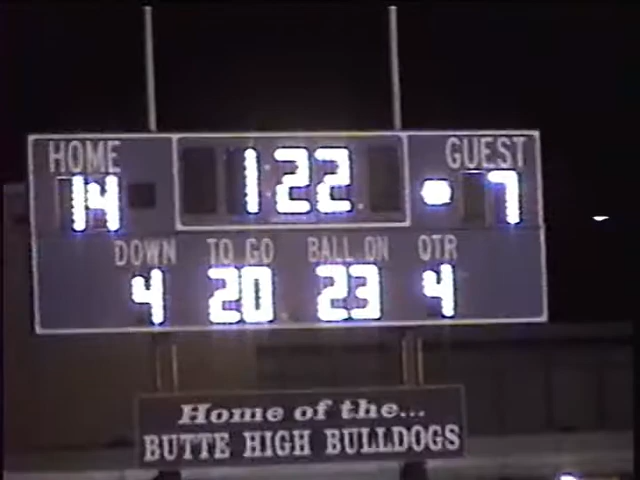 HOME 1:22 GUEST
14 7
DOWN TO GO BALL ON QTR
4 20 23 4
Home of the...
BUTTE HIGH BULLDOGS